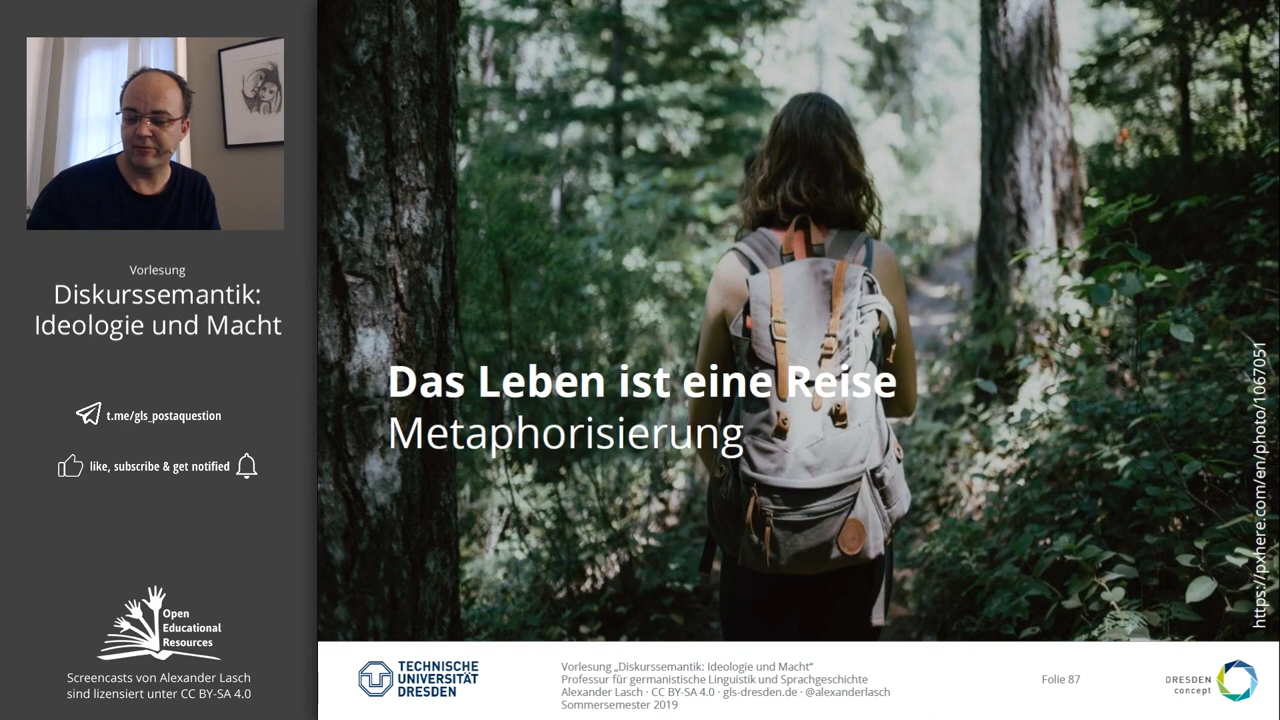 Vorlesung
Diskurssemantik:
Ideologie und Macht
t.me/gls_postaquestion
like, subscribe & get notified
Open
Educational
Resources
Screencasts von Alexander Lasch
sind lizensiert unter CC BY-SA 4.0
Das Leben ist eine Reise
Metaphorisierung
https://pxhere.com/en/photo/1067051
TECHNISCHE
UNIVERSITÄT
DRESDEN
Vorlesung „Diskurssemantik: Ideologie und Macht“
Professur für germanistische Linguistik und Sprachgeschichte
Alexander Lasch · CC BY-SA 4.0 · gls-dresden.de · @alexanderlasch
Sommersemester 2019
Folie 87
DRESDEN
concept